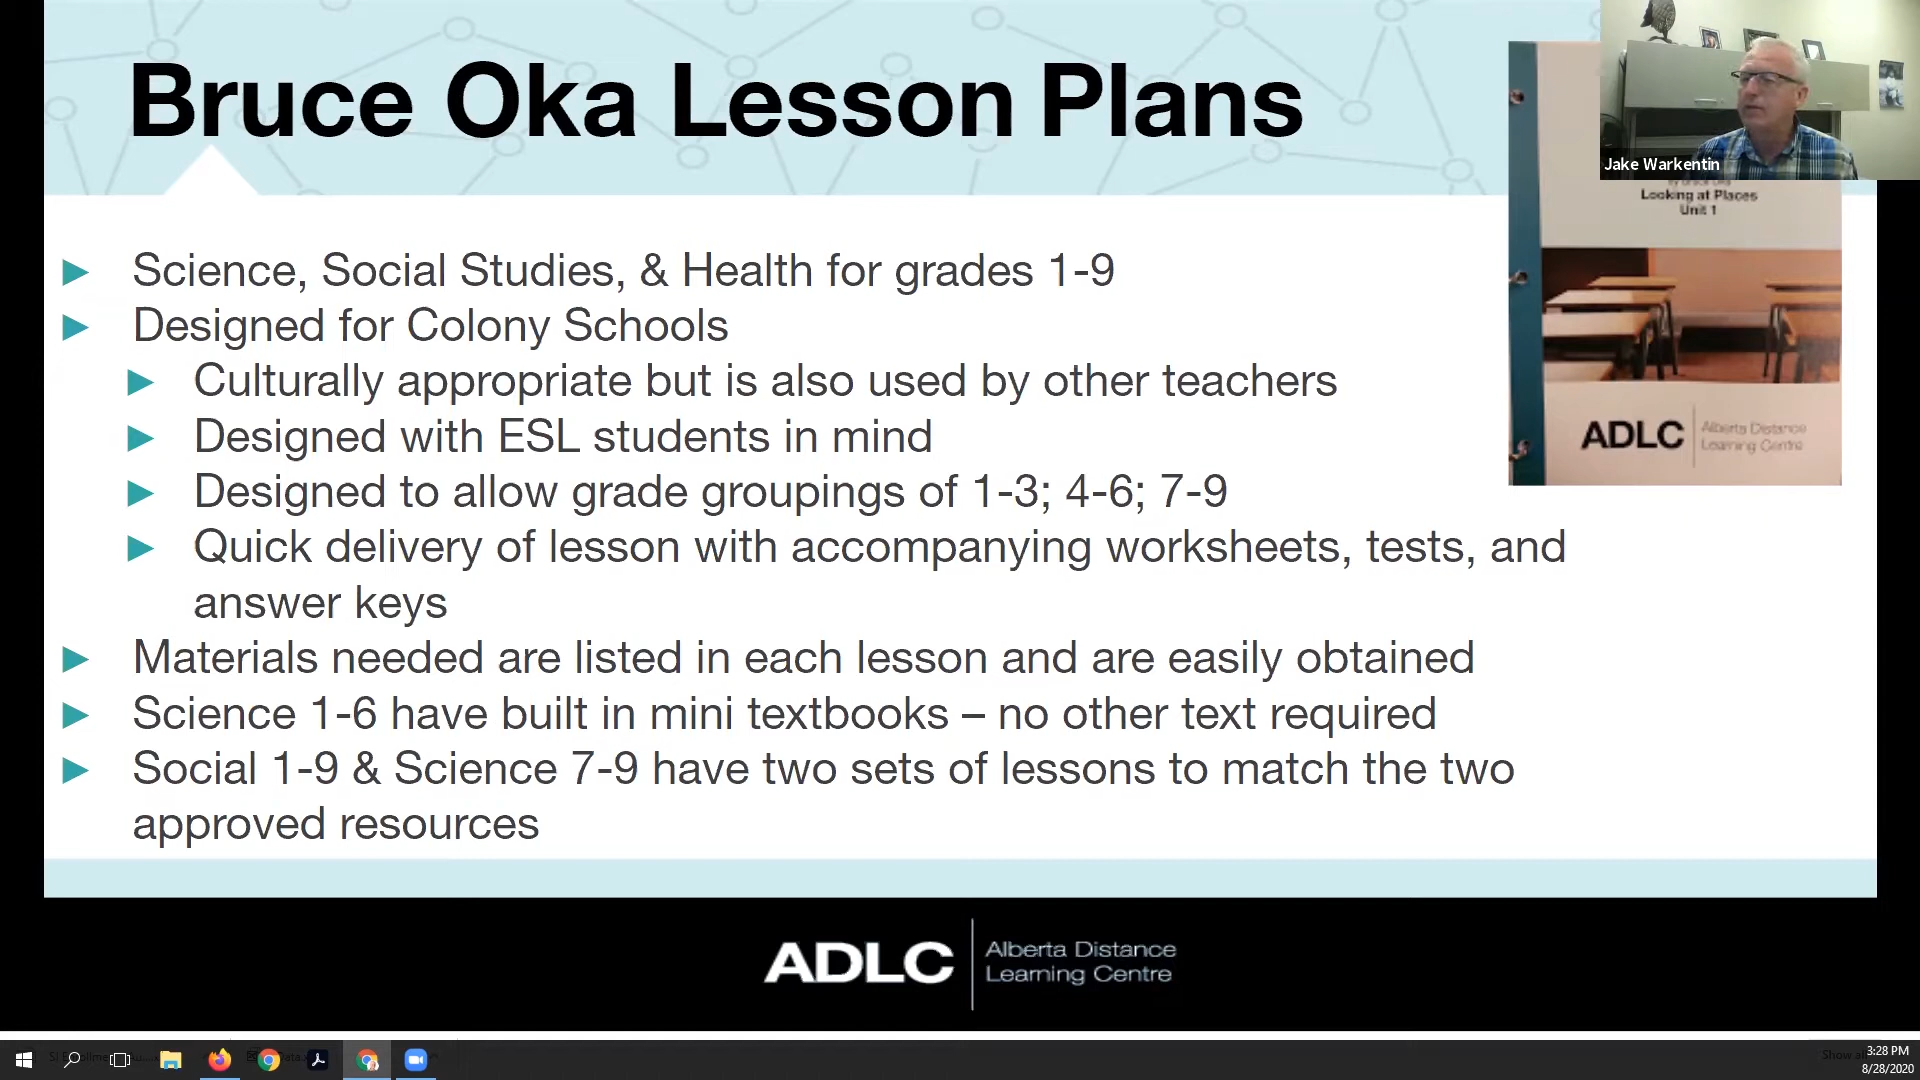 Bruce Oka Lesson Plans
Jake Warkentin
Looking at Places
Unit 1
Science, Social Studies, & Health for grades 1-9
Designed for Colony Schools
Culturally appropriate but is also used by other teachers
Designed with ESL students in mind
Designed to allow grade groupings of 1-3; 4-6; 7-9
Quick delivery of lesson with accompanying worksheets, tests, and
answer keys
Materials needed are listed in each lesson and are easily obtained
Science 1-6 have built in mini textbooks – no other text required
Social 1-9 & Science 7-9 have two sets of lessons to match the two
approved resources
ADLC
Alberta Distance
Learning Centre
ADLC
Alberta Distance
Learning Centre
3:28 PM
8/28/2020